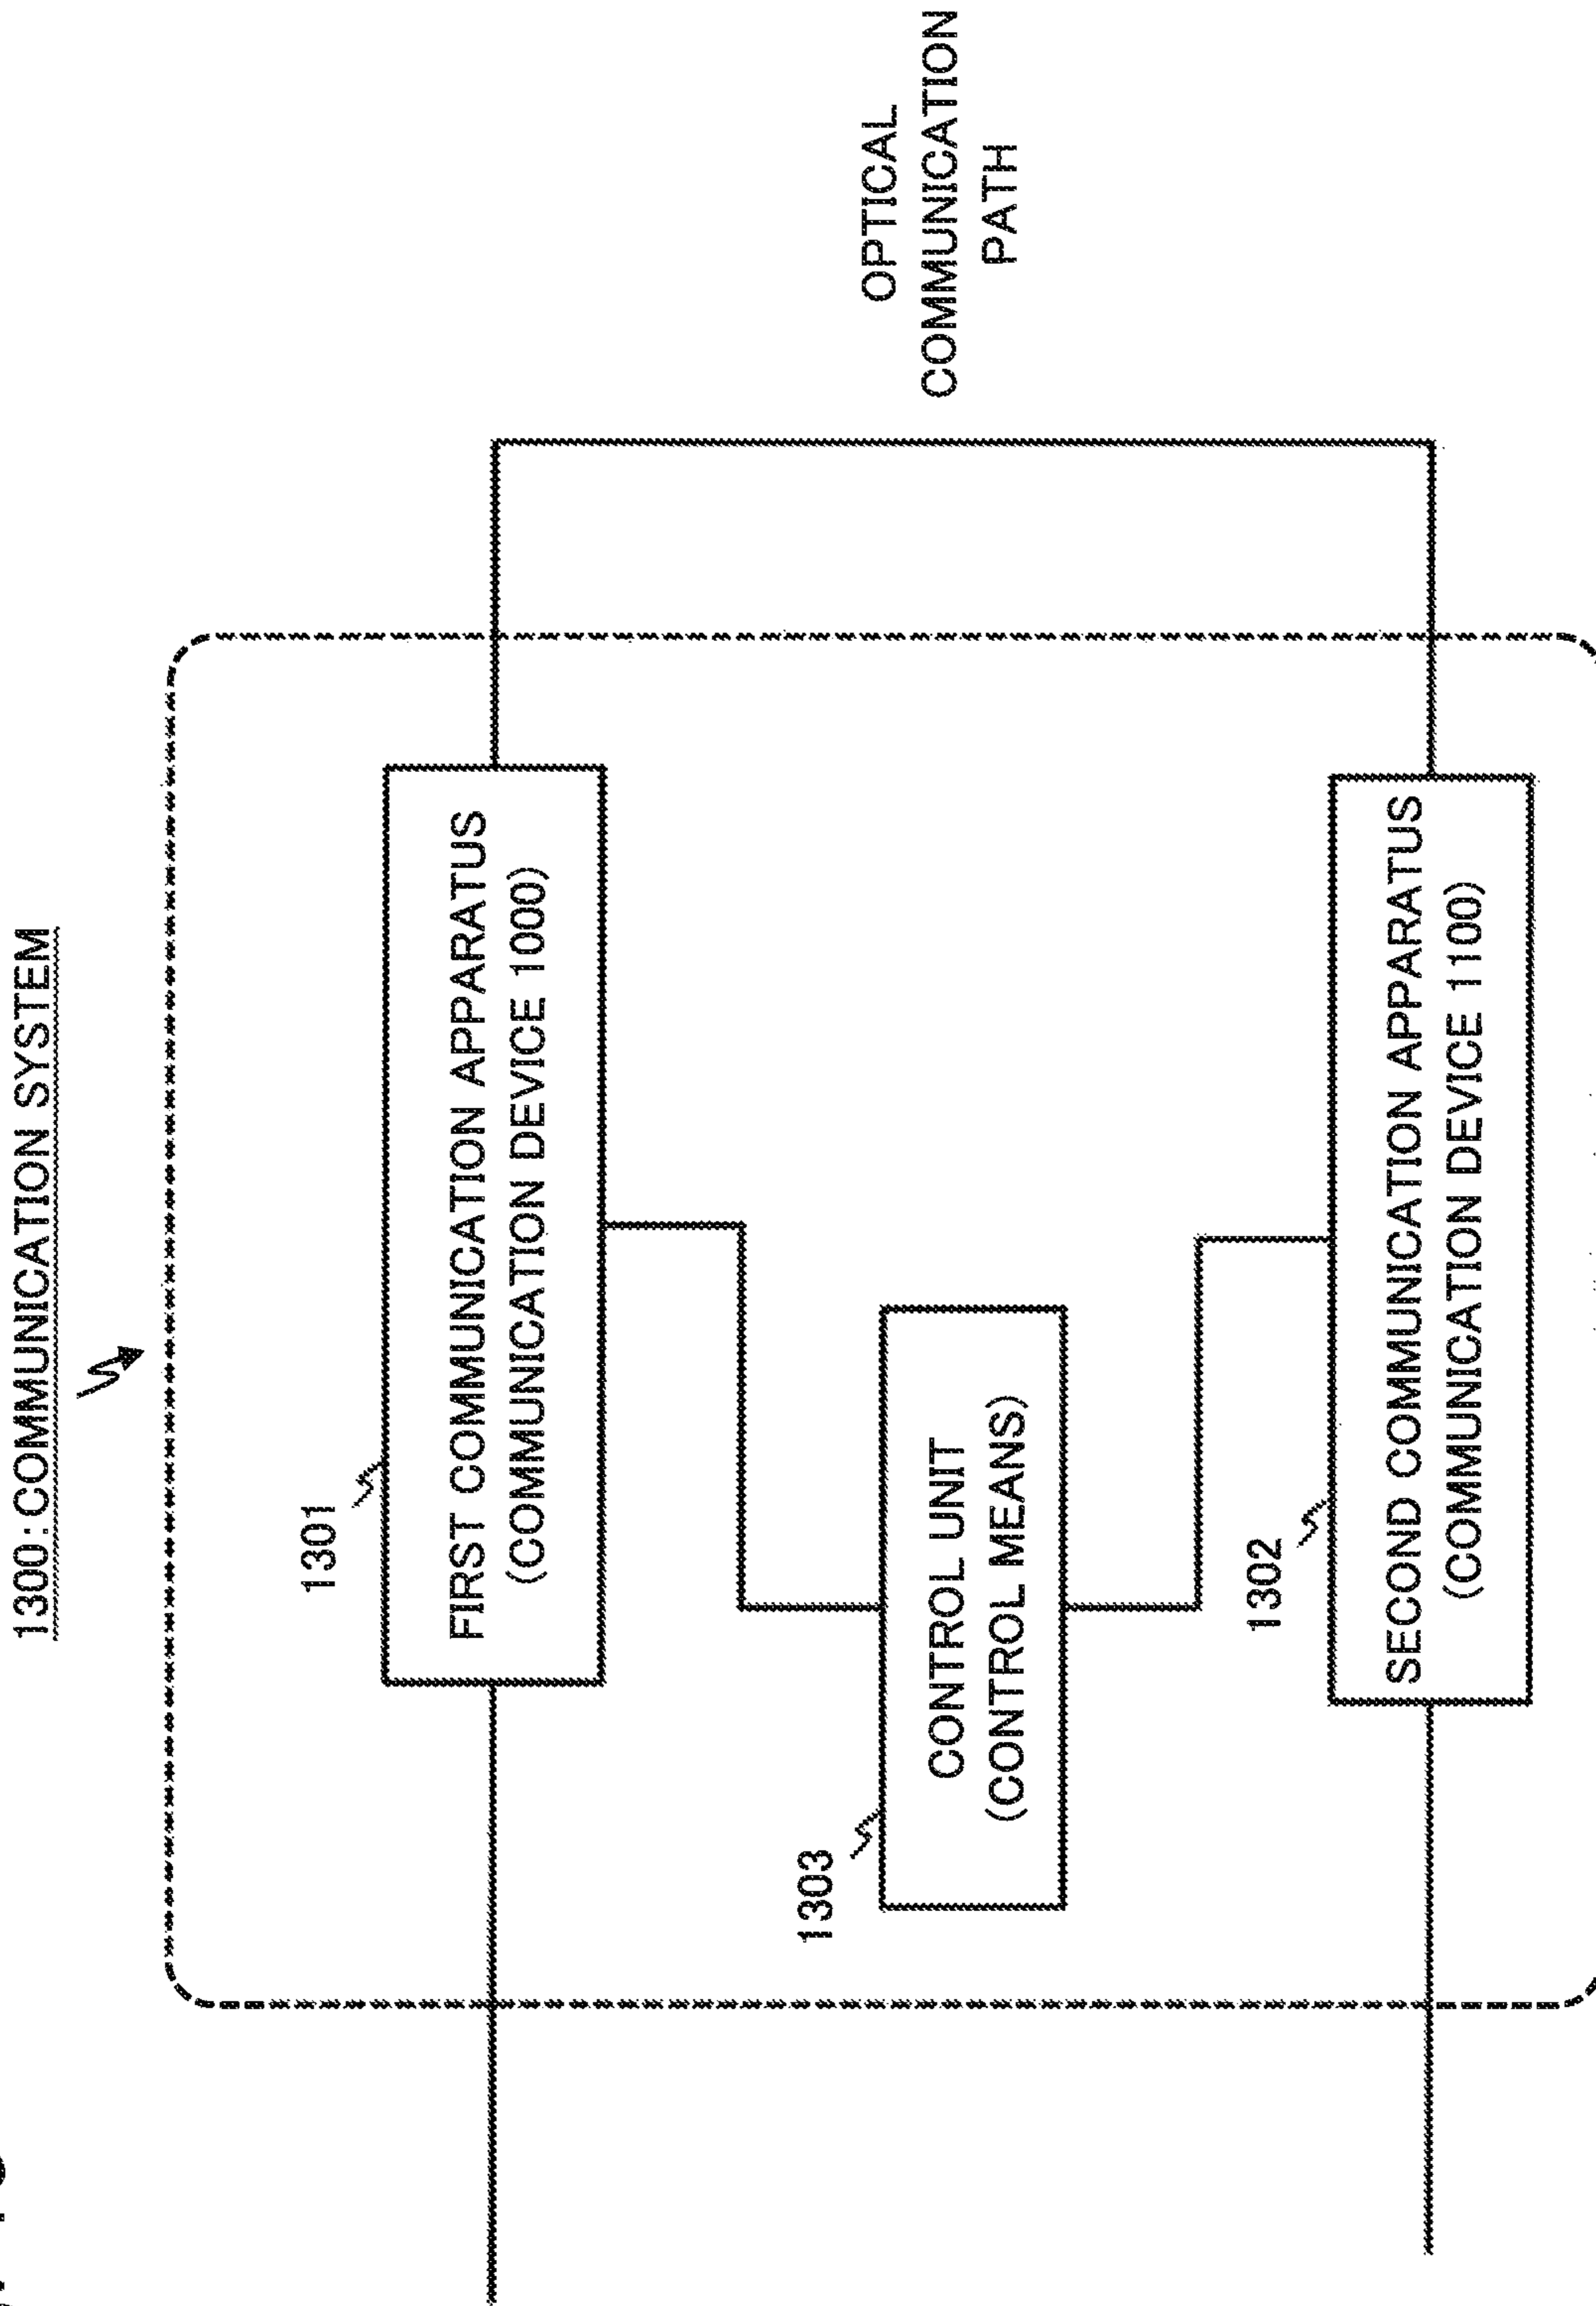 1300:COMMUNICATION SYSTEM
1301
FIRST COMMUNICATION APPARATUS
(COMMUNICATION DEVICE 1000)
1303
CONTROL UNIT
(CONTROL MEANS)
OPTICAL
COMMUNICATION
PATH
1302
SECOND COMMUNICATION APPARATUS
(COMMUNICATION DEVICE 1100)